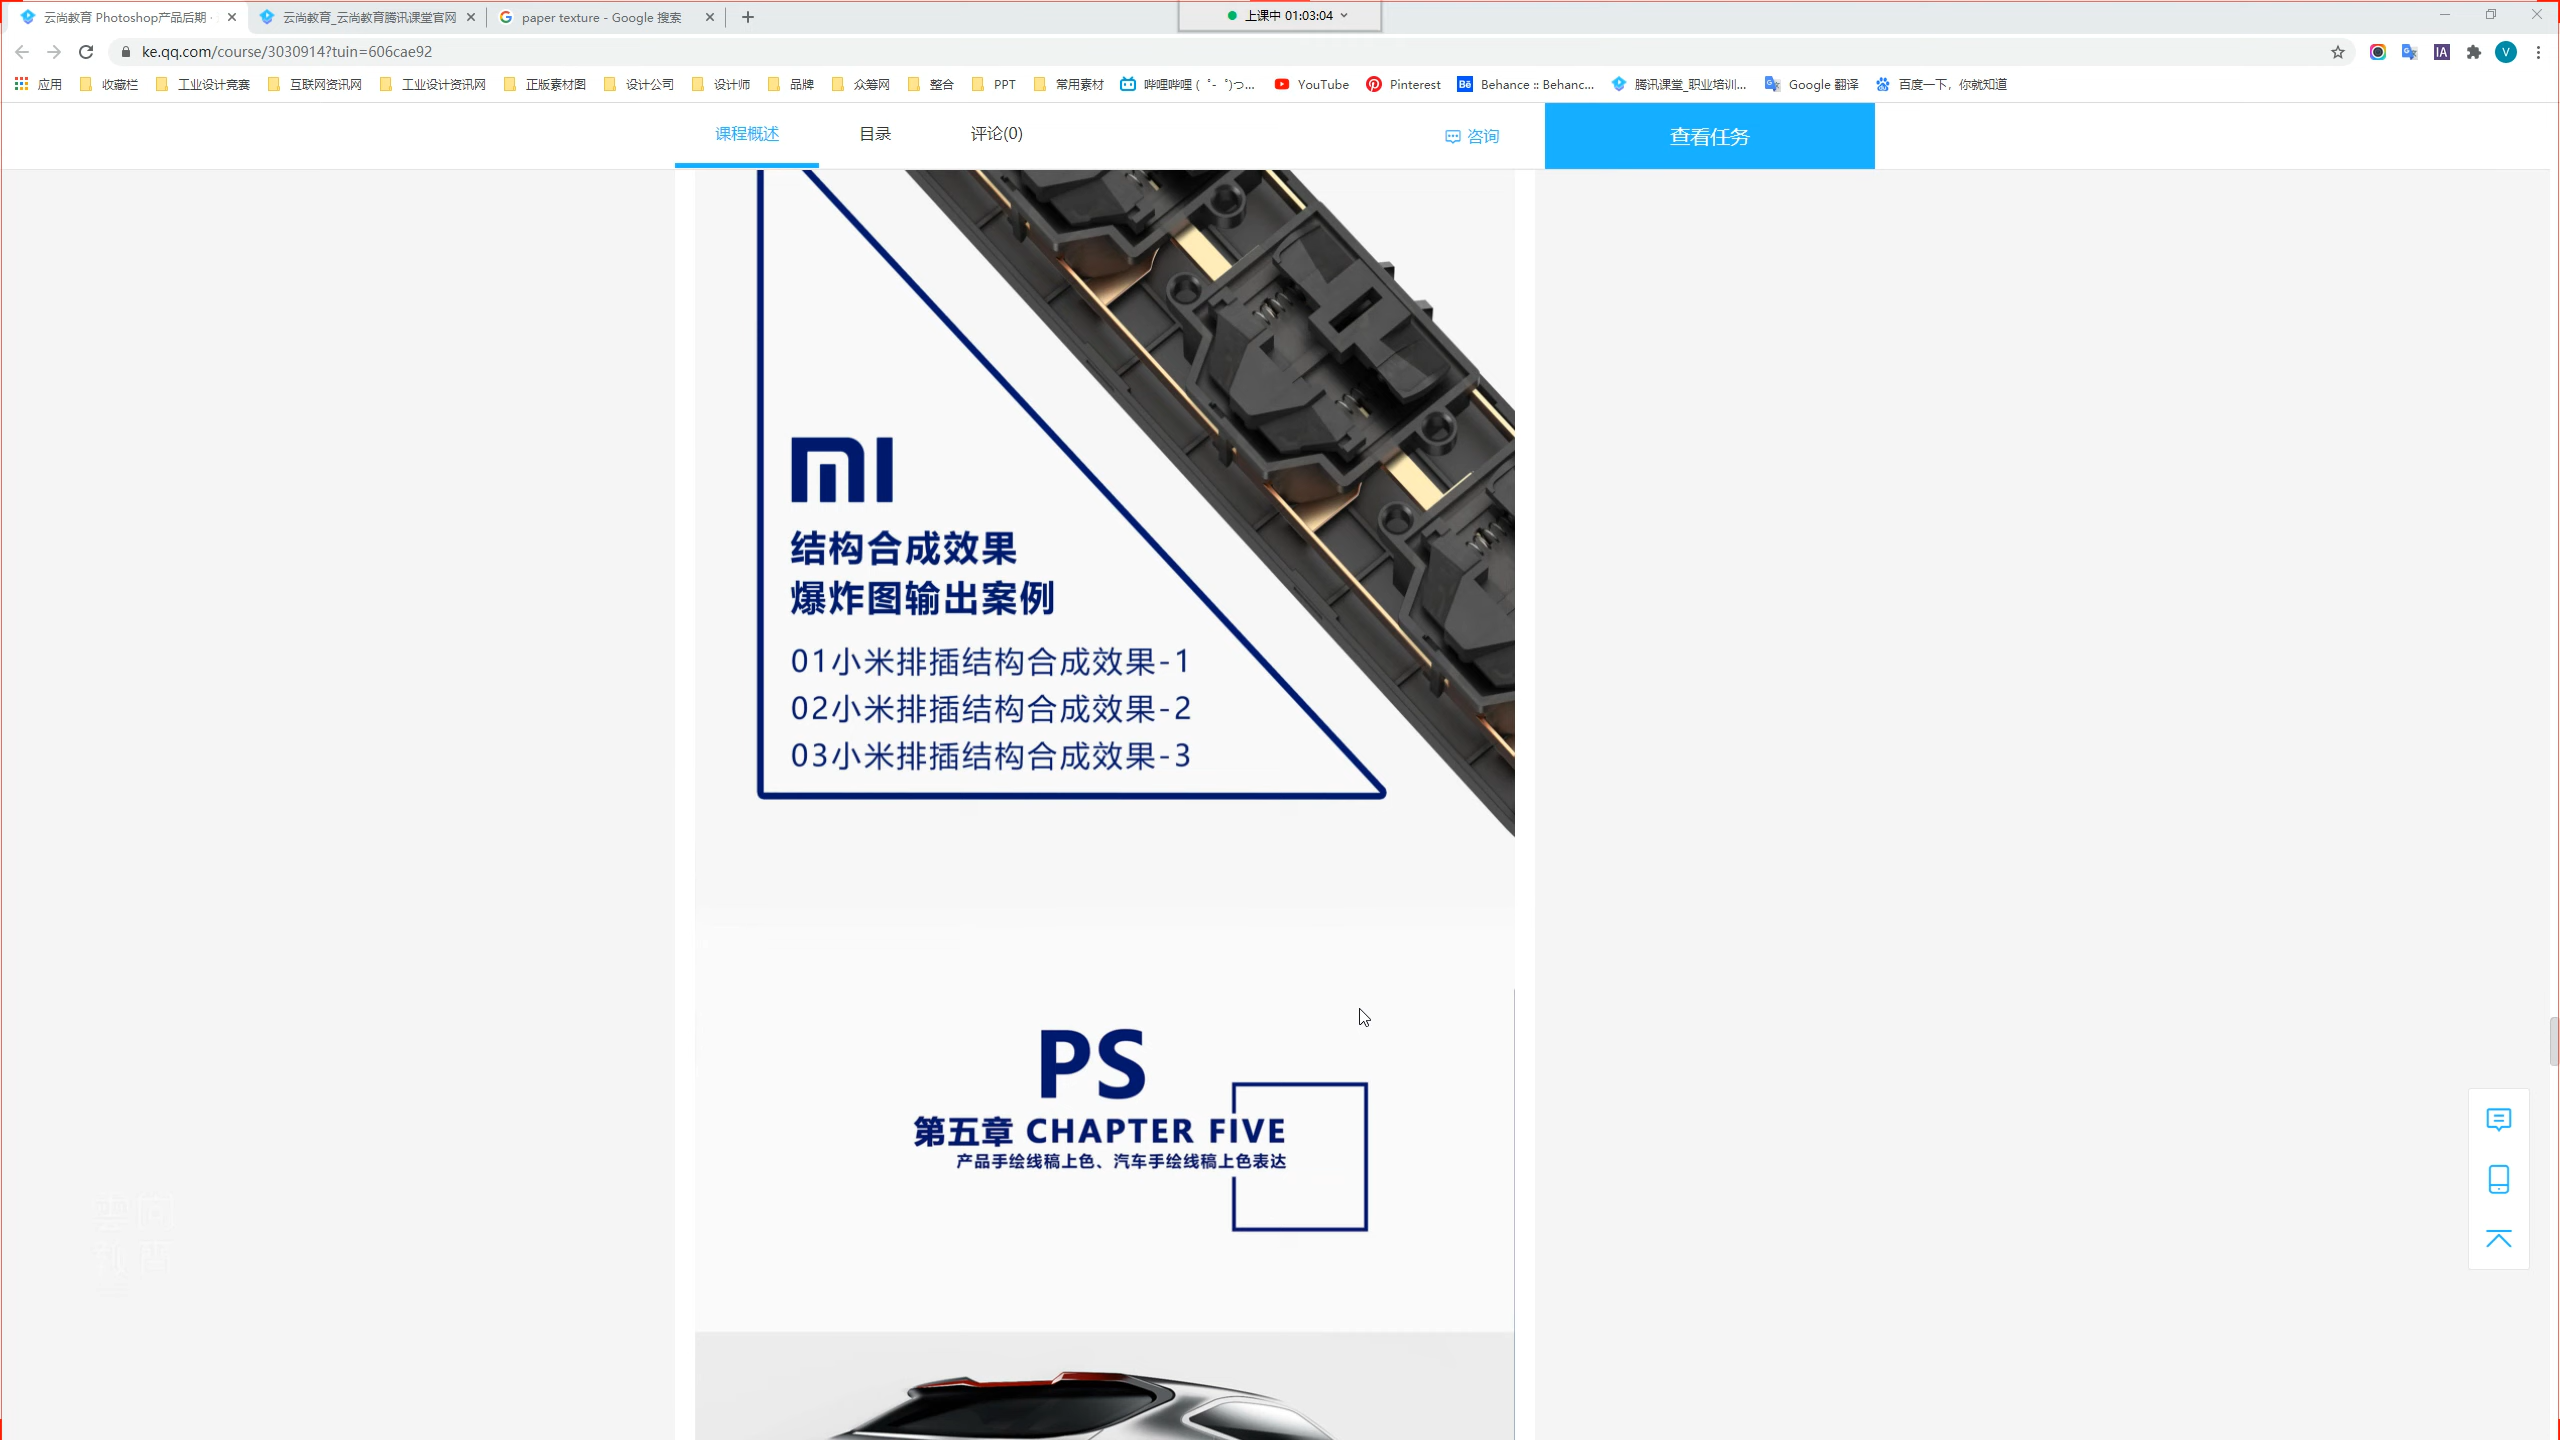 云尚教育 Photoshop产品后期 ·
云尚教育_云尚教育腾讯课堂官网
paper texture - Google 搜索
上课中 01:03:04
ke.qq.com/course/3030914?tuin=606cae92
IA
V
应用
收藏栏
工业设计竞赛
互联网资讯网
工业设计资讯网
正版素材图
设计公司
设计师
品牌
众筹网
整合
PPT
常用素材
哔哩哔哩 ( ゜- ゜)つ...
YouTube
Pinterest
Bē
Behance :: Behanc...
腾讯课堂_职业培训...
Google 翻译
百度一下，你就知道
课程概述
目录
评论(0)
咨询
查看任务
mi
结构合成效果
爆炸图输出案例
01小米排插结构合成效果-1
02小米排插结构合成效果-2
03小米排插结构合成效果-3
PS
第五章 CHAPTER FIVE
产品手绘线稿上色、汽车手绘线稿上色表达